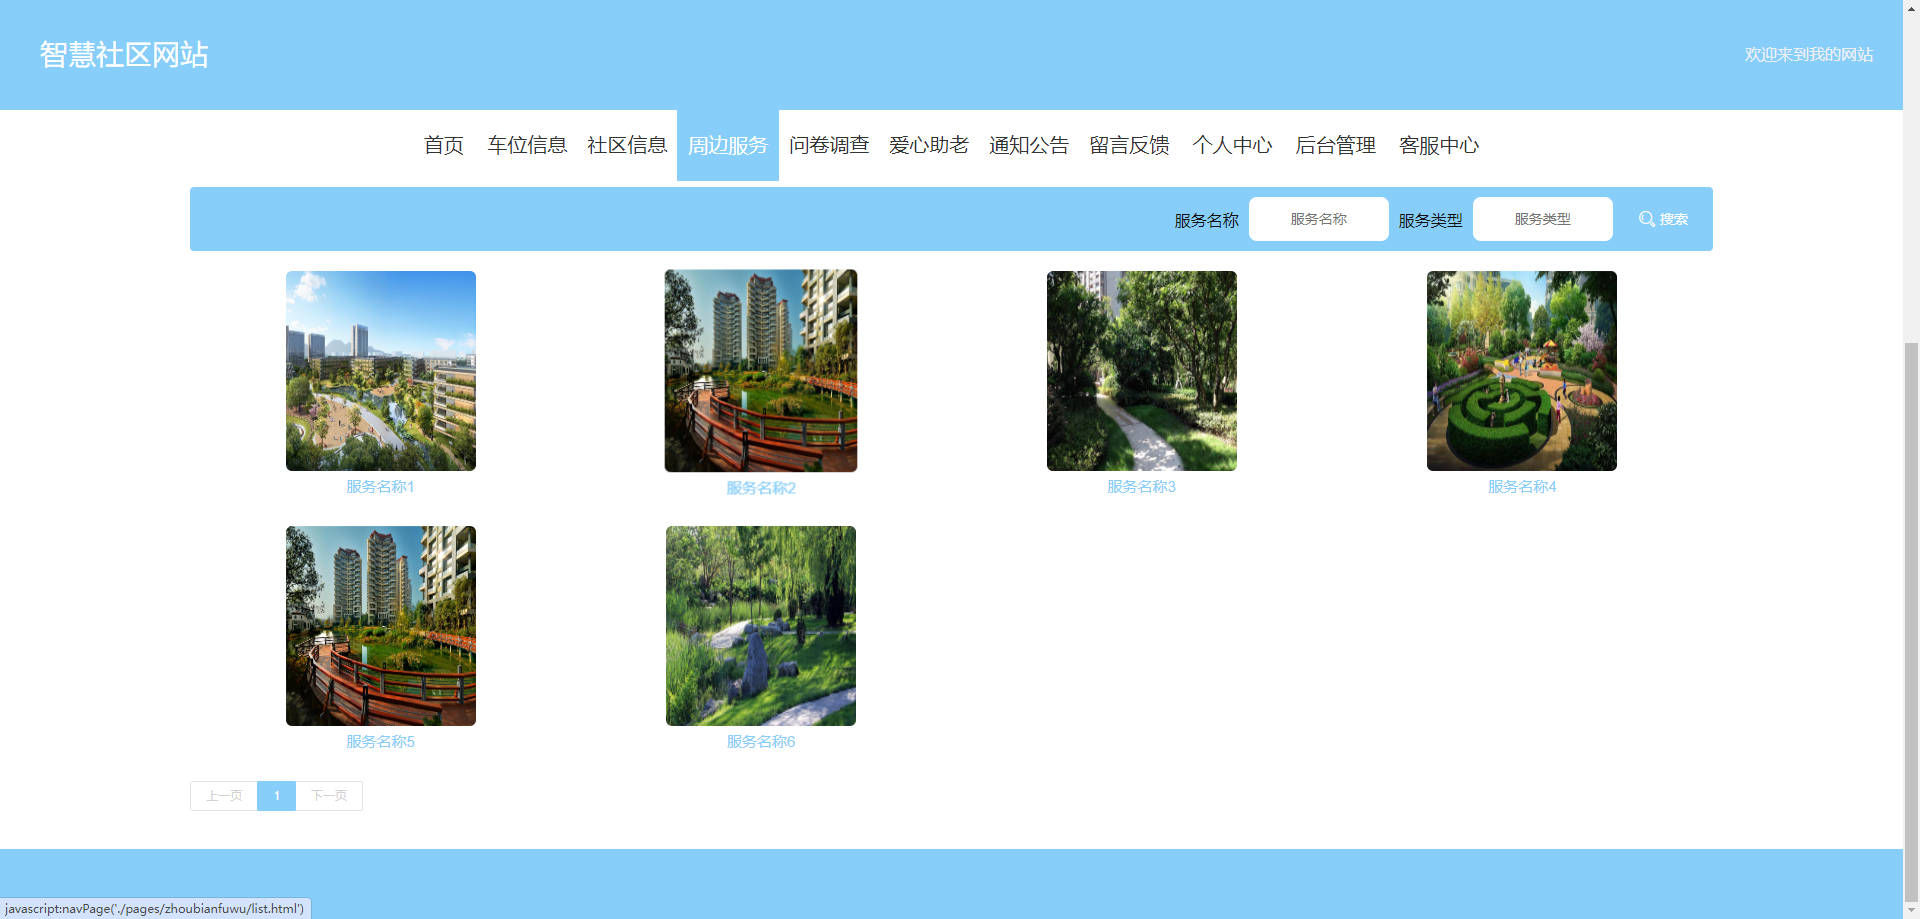 智慧社区网站
欢迎来到我的网站
首页 车位信息 社区信息 周边服务 问卷调查 爱心助老 通知公告 留言反馈 个人中心 后台管理 客服中心
服务名称 服务名称 服务类型 服务类型 搜索
服务名称1 服务名称2 服务名称3 服务名称4
服务名称5 服务名称6
上一页 1 下一页
javascript:navPage('./pages/zhoubianfuwu/list.html')